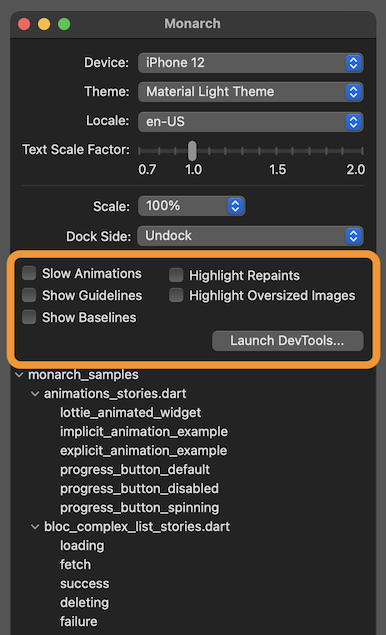 Monarch
Device: iPhone 12
Theme: Material Light Theme
Locale: en-US
Text Scale Factor:
0.7 1.0 1.5 2.0
Scale: 100%
Dock Side: Undock
Slow Animations Highlight Repaints
Show Guidelines Highlight Oversized Images
Show Baselines
Launch DevTools...
monarch_samples
animations_stories.dart
lottie_animated_widget
implicit_animation_example
explicit_animation_example
progress_button_default
progress_button_disabled
progress_button_spinning
bloc_complex_list_stories.dart
loading
fetch
success
deleting
failure